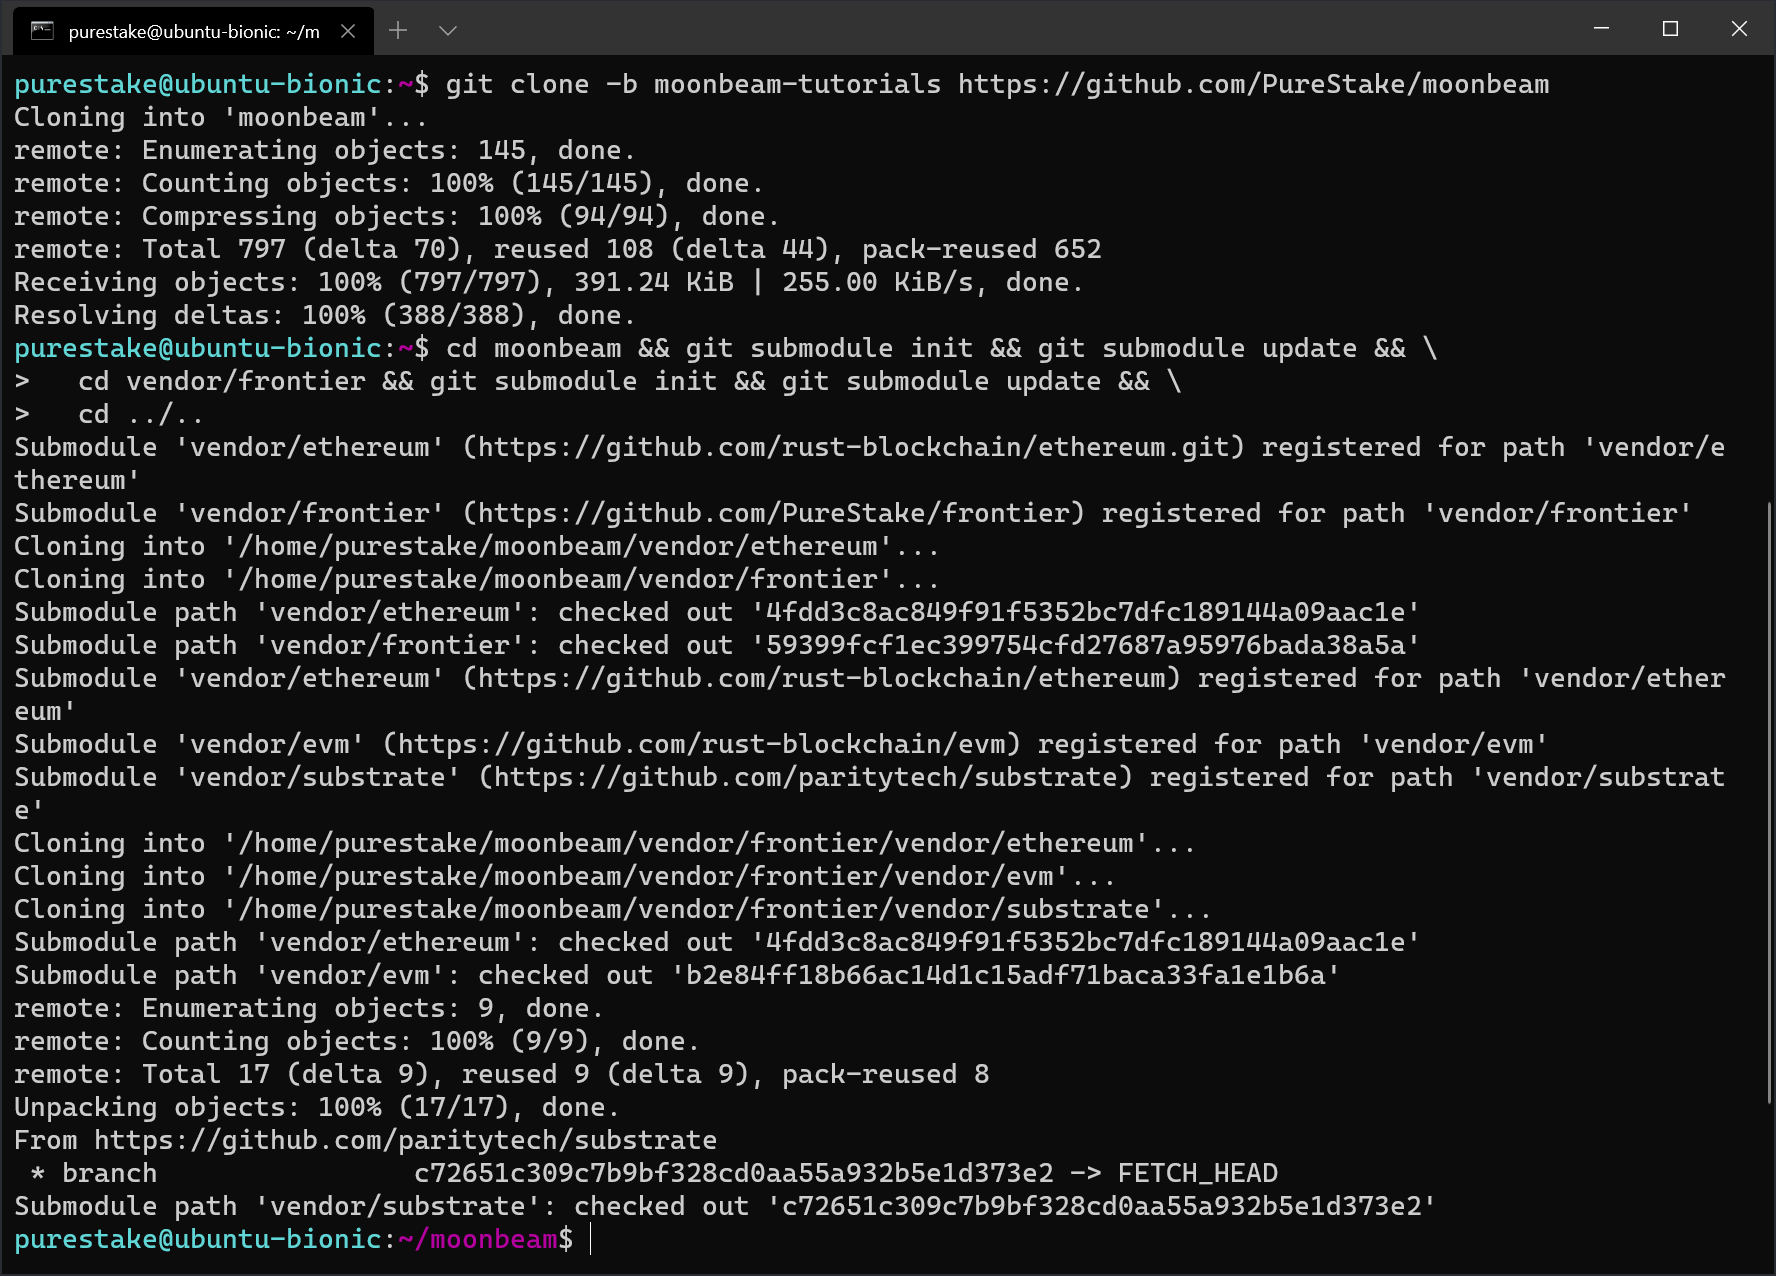 purestake@ubuntu-bionic: ~/m
purestake@ubuntu-bionic:~$ git clone -b moonbeam-tutorials https://github.com/PureStake/moonbeam
Cloning into 'moonbeam'...
remote: Enumerating objects: 145, done.
remote: Counting objects: 100% (145/145), done.
remote: Compressing objects: 100% (94/94), done.
remote: Total 797 (delta 70), reused 108 (delta 44), pack-reused 652
Receiving objects: 100% (797/797), 391.24 KiB | 255.00 KiB/s, done.
Resolving deltas: 100% (388/388), done.
purestake@ubuntu-bionic:~$ cd moonbeam && git submodule init && git submodule update && \
>   cd vendor/frontier && git submodule init && git submodule update && \
>   cd ../..
Submodule 'vendor/ethereum' (https://github.com/rust-blockchain/ethereum.git) registered for path 'vendor/e
thereum'
Submodule 'vendor/frontier' (https://github.com/PureStake/frontier) registered for path 'vendor/frontier'
Cloning into '/home/purestake/moonbeam/vendor/ethereum'...
Cloning into '/home/purestake/moonbeam/vendor/frontier'...
Submodule path 'vendor/ethereum': checked out '4fdd3c8ac849f91f5352bc7dfc189144a09aac1e'
Submodule path 'vendor/frontier': checked out '59399fcf1ec399754cfd27687a95976bada38a5a'
Submodule 'vendor/ethereum' (https://github.com/rust-blockchain/ethereum) registered for path 'vendor/ether
eum'
Submodule 'vendor/evm' (https://github.com/rust-blockchain/evm) registered for path 'vendor/evm'
Submodule 'vendor/substrate' (https://github.com/paritytech/substrate) registered for path 'vendor/substrat
e'
Cloning into '/home/purestake/moonbeam/vendor/frontier/vendor/ethereum'...
Cloning into '/home/purestake/moonbeam/vendor/frontier/vendor/evm'...
Cloning into '/home/purestake/moonbeam/vendor/frontier/vendor/substrate'...
Submodule path 'vendor/ethereum': checked out '4fdd3c8ac849f91f5352bc7dfc189144a09aac1e'
Submodule path 'vendor/evm': checked out 'b2e84ff18b66ac14d1c15adf71baca33fa1e1b6a'
remote: Enumerating objects: 9, done.
remote: Counting objects: 100% (9/9), done.
remote: Total 17 (delta 9), reused 9 (delta 9), pack-reused 8
Unpacking objects: 100% (17/17), done.
From https://github.com/paritytech/substrate
 * branch                c72651c309c7b9bf328cd0aa55a932b5e1d373e2 -> FETCH_HEAD
Submodule path 'vendor/substrate': checked out 'c72651c309c7b9bf328cd0aa55a932b5e1d373e2'
purestake@ubuntu-bionic:~/moonbeam$